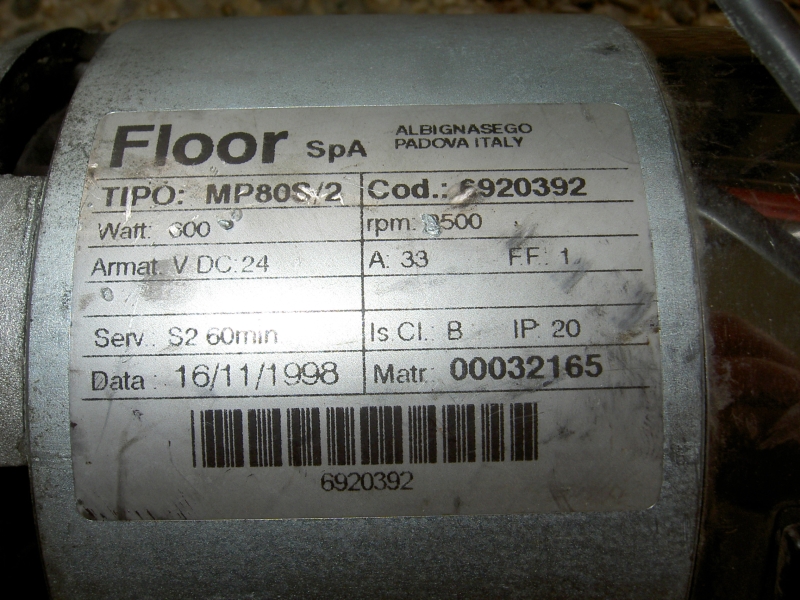 Floor SpA ALBIGNASEGO
PADOVA ITALY
TIPO: MP80S/2 Cod.: 6920392
Watt: 600 rpm:
Armat. V DC: 24 A: 33 F.F.: 1
Serv.: S2 60min Is.Cl.: B IP: 20
Data: 16/11/1998 Matr: 00032165
6920392